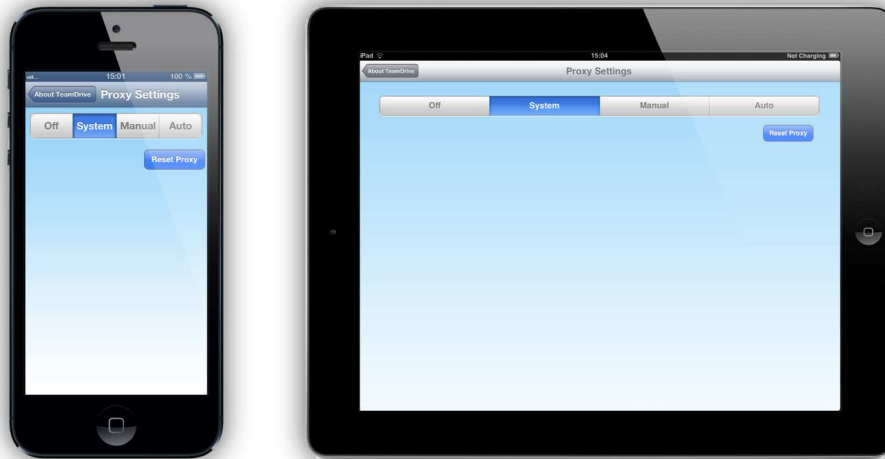 15:01 100 %
About TeamDrive Proxy Settings
Off System Manual Auto
Reset Proxy
iPad 15:04 Not Charging
About TeamDrive Proxy Settings
Off System Manual Auto
Reset Proxy